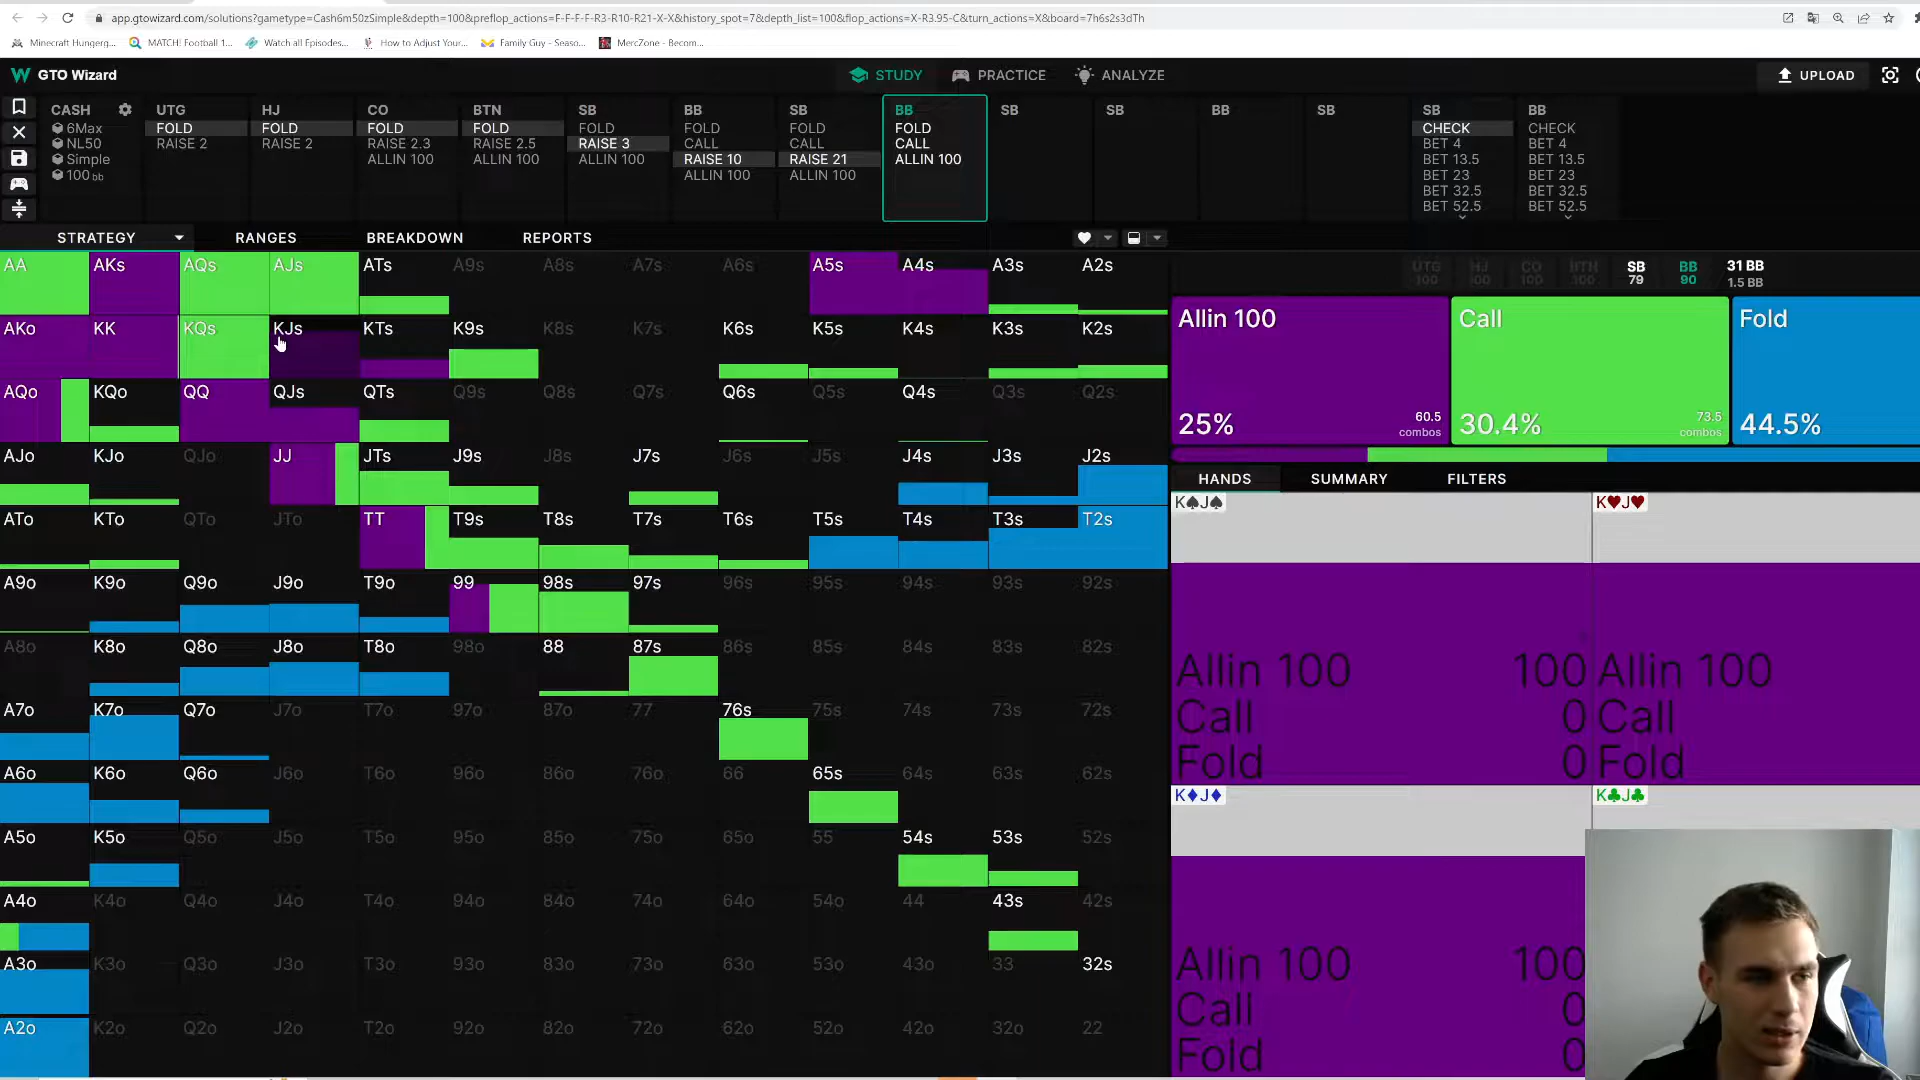 app.gtowizard.com/solutions?gametype=Cash6m50zSimple&depth=100&preflop_actions=F-F-F-F-R3-R10-R21-X-X&history_spot=7&depth_list=100&flop_actions=X-R3.95-C&turn_actions=X&board=7h6s2s3dTh
Minecraft Hungerg... MATCH! Football 1... Watch all Episodes... How to Adjust Your... Family Guy - Seaso... MercZone - Becom...
W GTO Wizard STUDY PRACTICE ANALYZE UPLOAD
CASH UTG HJ CO BTN SB BB SB BB SB SB BB SB SB BB
6Max FOLD FOLD FOLD FOLD FOLD FOLD FOLD FOLD CHECK CHECK
NL50 RAISE 2 RAISE 2 RAISE 2.3 RAISE 2.5 RAISE 3 CALL CALL CALL BET 4 BET 4
Simple ALLIN 100 ALLIN 100 ALLIN 100 RAISE 10 RAISE 21 ALLIN 100 BET 13.5 BET 13.5
100 bb ALLIN 100 ALLIN 100 BET 23 BET 23
BET 32.5 BET 32.5
BET 52.5 BET 52.5
STRATEGY RANGES BREAKDOWN REPORTS
AA AKs AQs AJs ATs A9s A8s A7s A6s A5s A4s A3s A2s
AKo KK KQs KJs KTs K9s K8s K7s K6s K5s K4s K3s K2s
AQo KQo QQ QJs QTs Q9s Q8s Q7s Q6s Q5s Q4s Q3s Q2s
AJo KJo QJo JJ JTs J9s J8s J7s J6s J5s J4s J3s J2s
ATo KTo QTo JTo TT T9s T8s T7s T6s T5s T4s T3s T2s
A9o K9o Q9o J9o T9o 99 98s 97s 96s 95s 94s 93s 92s
A8o K8o Q8o J8o T8o 98o 88 87s 86s 85s 84s 83s 82s
A7o K7o Q7o J7o T7o 97o 87o 77 76s 75s 74s 73s 72s
A6o K6o Q6o J6o T6o 96o 86o 76o 66 65s 64s 63s 62s
A5o K5o Q5o J5o T5o 95o 85o 75o 65o 55 54s 53s 52s
A4o K4o Q4o J4o T4o 94o 84o 74o 64o 54o 44 43s 42s
A3o K3o Q3o J3o T3o 93o 83o 73o 63o 53o 43o 33 32s
A2o K2o Q2o J2o T2o 92o 82o 72o 62o 52o 42o 32o 22
UTG HJ CO BTN SB BB 31 BB
100 100 100 100 79 90 1.5 BB
Allin 100 Call Fold
25% 60.5 combos 30.4% 73.5 combos 44.5%
HANDS SUMMARY FILTERS
K♠J♠ K♥J♥
Allin 100 100 Allin 100
Call 0 Call
Fold 0 Fold
K♦J♦ K♣J♣
Allin 100 100
Call 0
Fold 0